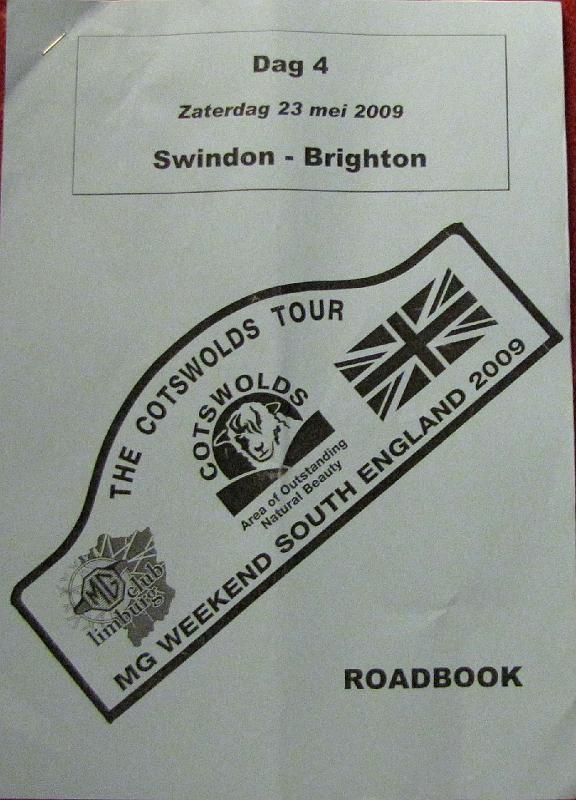 Dag 4
Zaterdag 23 mei 2009
Swindon - Brighton
THE COTSWOLDS TOUR
COTSWOLDS
Area of Outstanding
Natural Beauty
MG club
limburg
MG WEEKEND SOUTH ENGLAND 2009
ROADBOOK